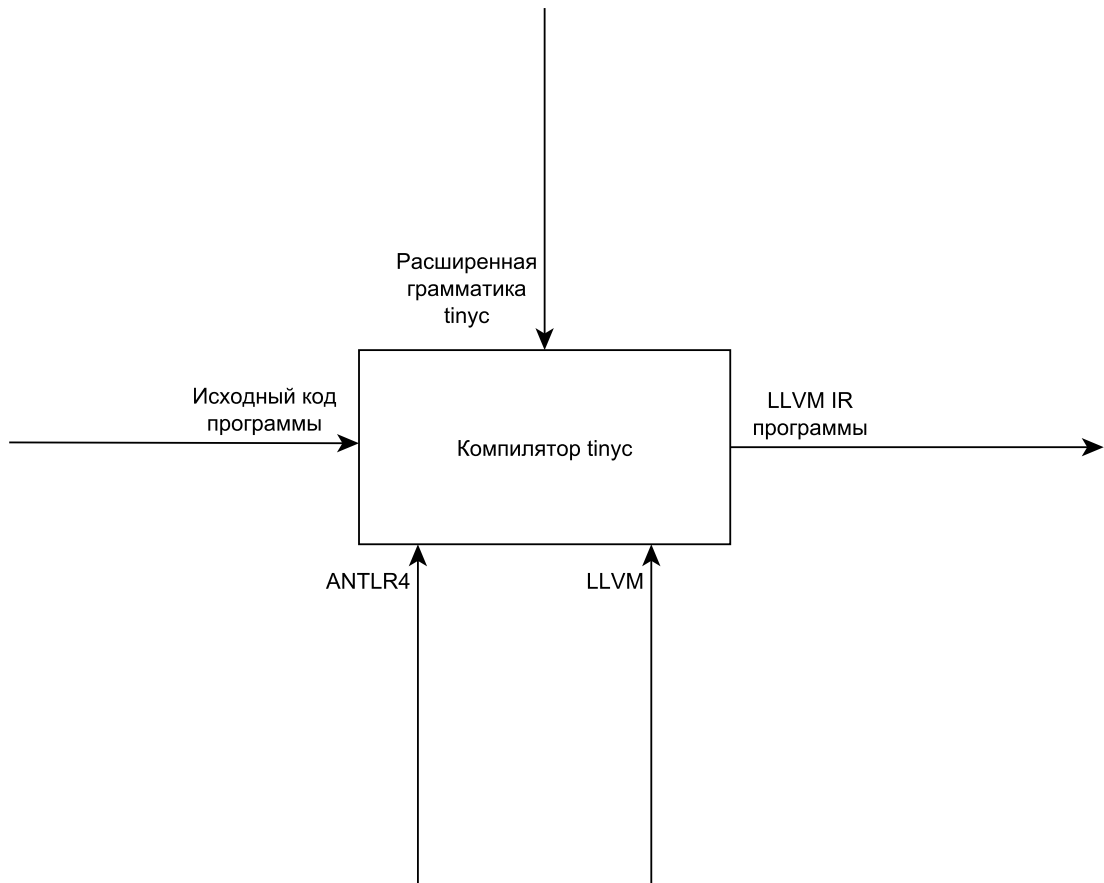 Расширенная
грамматика
tinyc
Исходный код
программы
Компилятор tinyc
LLVM IR
программы
ANTLR4
LLVM